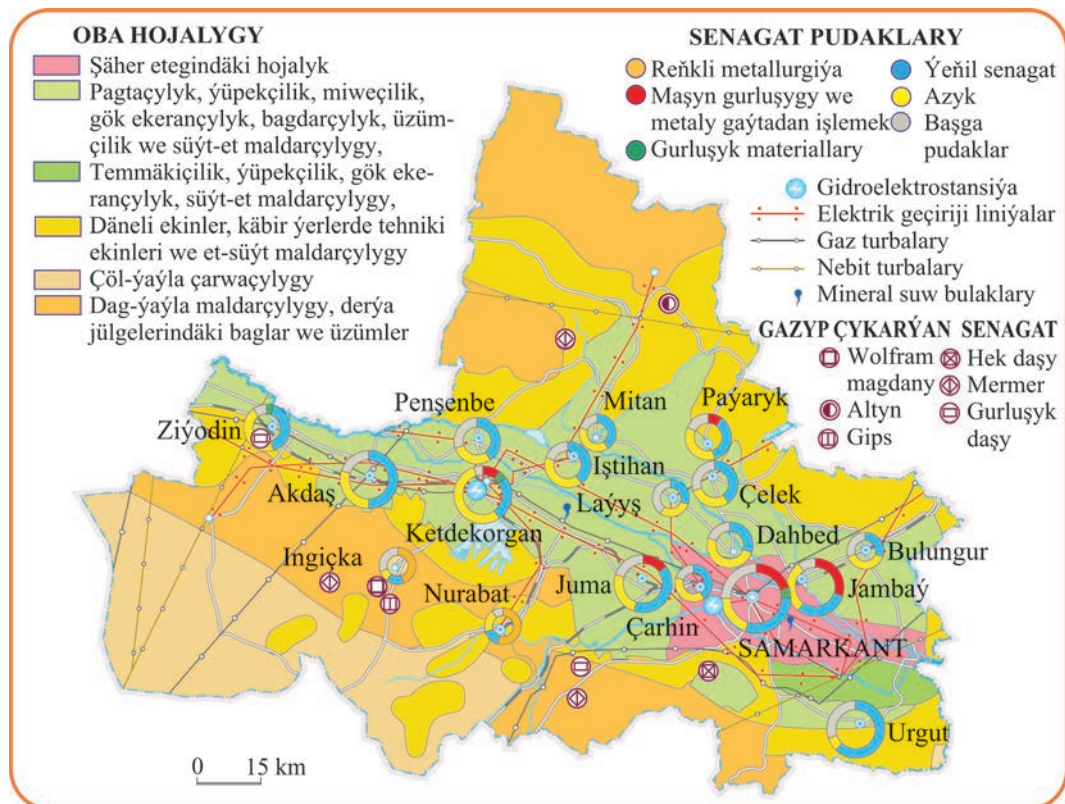 OBA HOJALYGY
Şäher etegindäki hojalyk
Pagtaçylyk, ýüpekçilik, miweçilik,
gök ekerançylyk, bagdarçylyk, üzüm-
çilik we süýt-et maldarçylygy,
Temmäkiçilik, ýüpekçilik, gök eke-
rançylyk, süýt-et maldarçylygy,
Däneli ekinler, käbir ýerlerde tehniki
ekinleri we et-süýt maldarçylygy
Çöl-ýaýla çarwaçylygy
Dag-ýaýla maldarçylygy, derýa
jülgelerindäki baglar we üzümler
SENAGAT PUDAKLARY
Reňkli metallurgiýa
Maşyn gurluşygy we
metaly gaýtadan işlemek
Gurluşyk materiallary
Ýeňil senagat
Azyk
Başga
pudaklar
Gidroelektrostansiýa
Elektrik geçiriji liniýalar
Gaz turbalary
Nebit turbalary
Mineral suw bulaklary
GAZYP ÇYKARÝAN SENAGAT
Wolfram
magdany
Altyn
Gips
Hek daşy
Mermer
Gurluşyk
daşy
Ziýodin
Penşenbe
Mitan
Paýaryk
Akdaş
Iştihan
Çelek
Ketdekorgan
Laýyş
Dahbed
Bulungur
Ingiçka
Nurabat
Juma
Jambaý
Çarhin
SAMARKANT
Urgut
0 15 km